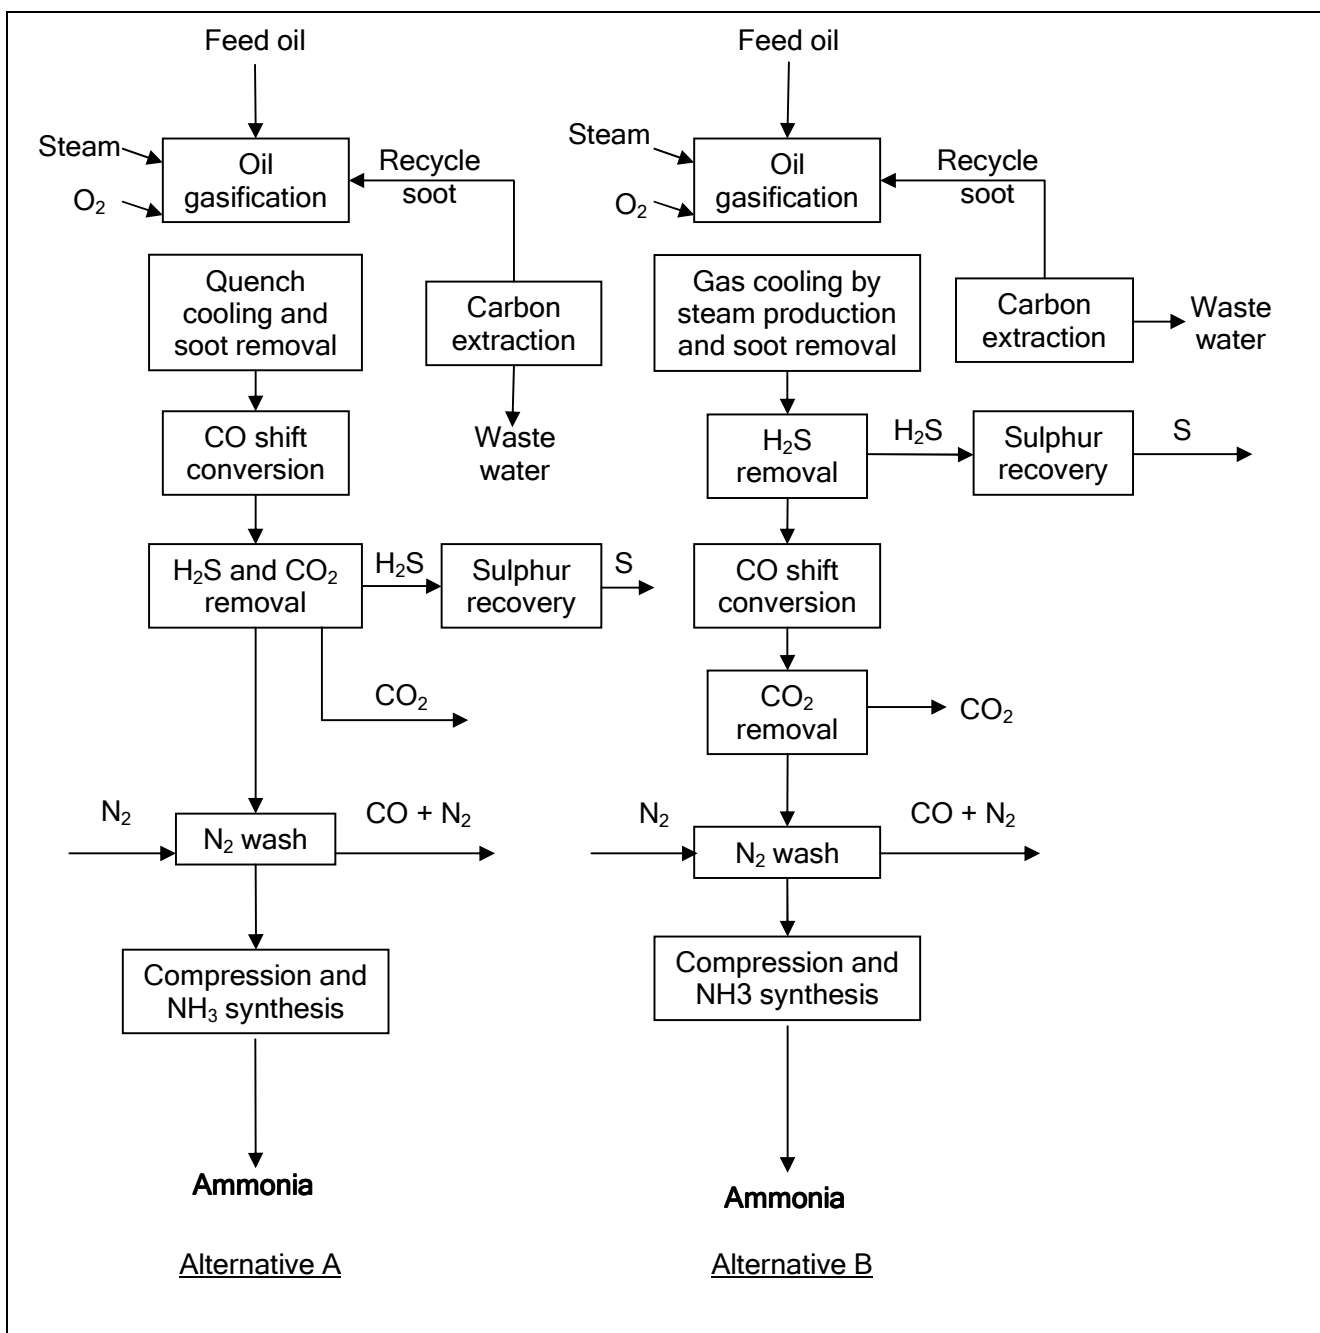 Feed oil
Steam
O₂
Oil
gasification
Recycle
soot
Quench
cooling and
soot removal
Carbon
extraction
Waste
water
CO shift
conversion
H₂S and CO₂
removal
H₂S
Sulphur
recovery
S
CO₂
N₂
N₂ wash
CO + N₂
Compression and
NH₃ synthesis
Ammonia
Alternative A
Feed oil
Steam
O₂
Oil
gasification
Recycle
soot
Gas cooling by
steam production
and soot removal
Carbon
extraction
Waste
water
H₂S
removal
H₂S
Sulphur
recovery
S
CO shift
conversion
CO₂
removal
CO₂
N₂
N₂ wash
CO + N₂
Compression and
NH3 synthesis
Ammonia
Alternative B